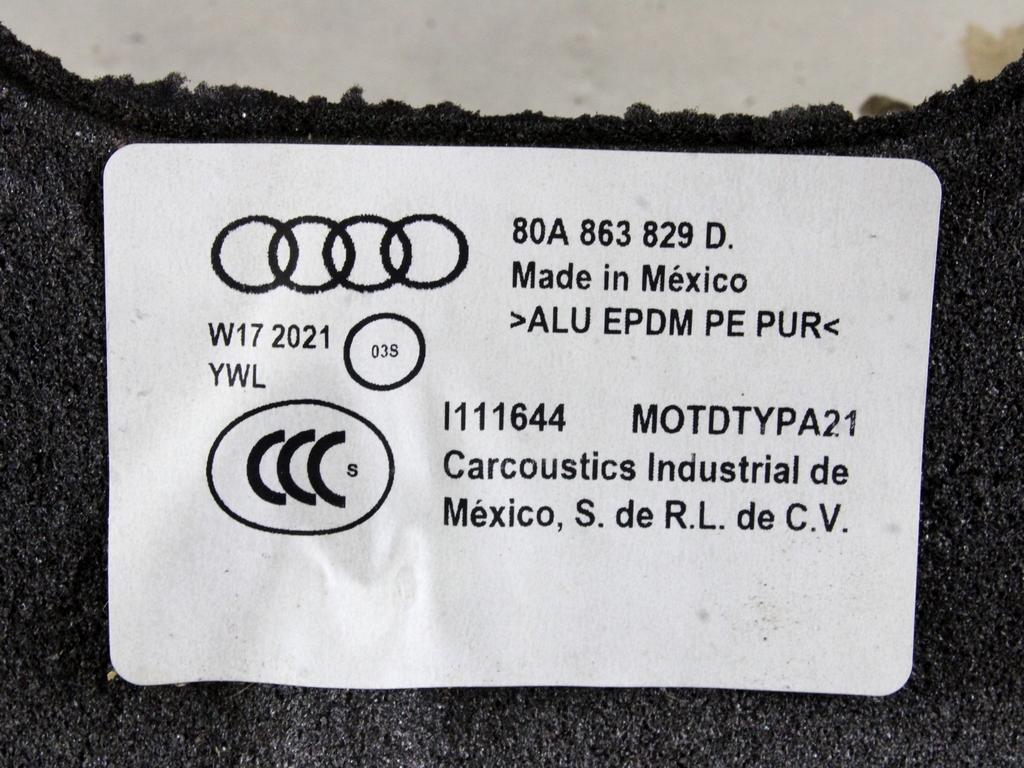 80A 863 829 D.
Made in México
>ALU EPDM PE PUR<
W17 2021
03S
YWL
I111644 MOTDTYPA21
CCC S
Carcoustics Industrial de
México, S. de R.L. de C.V.